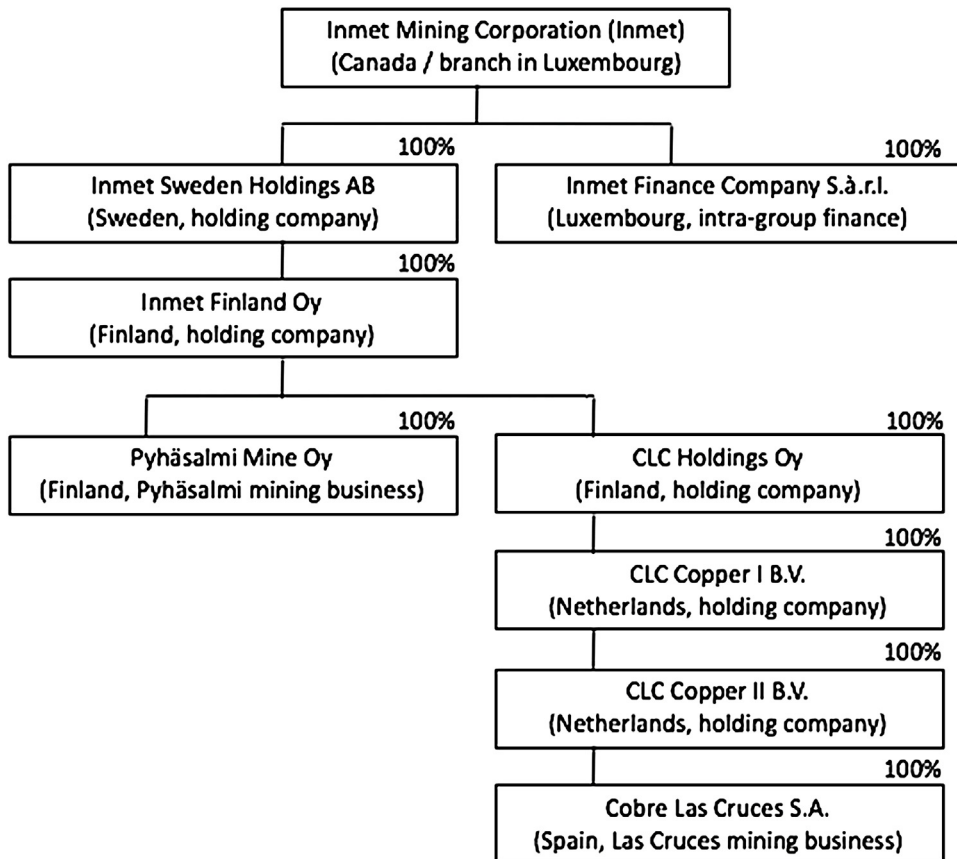 Inmet Mining Corporation (Inmet)
(Canada / branch in Luxembourg)
100%
Inmet Sweden Holdings AB
(Sweden, holding company)
100%
Inmet Finance Company S.à.r.l.
(Luxembourg, intra-group finance)
100%
Inmet Finland Oy
(Finland, holding company)
100%
Pyhäsalmi Mine Oy
(Finland, Pyhäsalmi mining business)
100%
CLC Holdings Oy
(Finland, holding company)
100%
CLC Copper I B.V.
(Netherlands, holding company)
100%
CLC Copper II B.V.
(Netherlands, holding company)
100%
Cobre Las Cruces S.A.
(Spain, Las Cruces mining business)